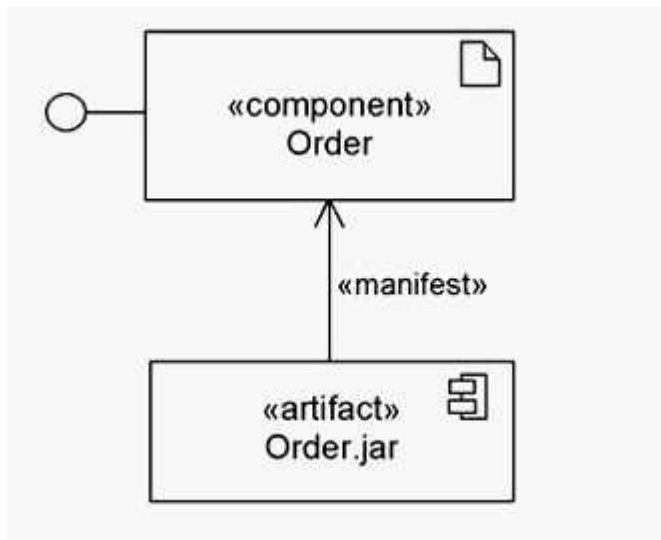 «component»
Order
«manifest»
«artifact»
Order.jar